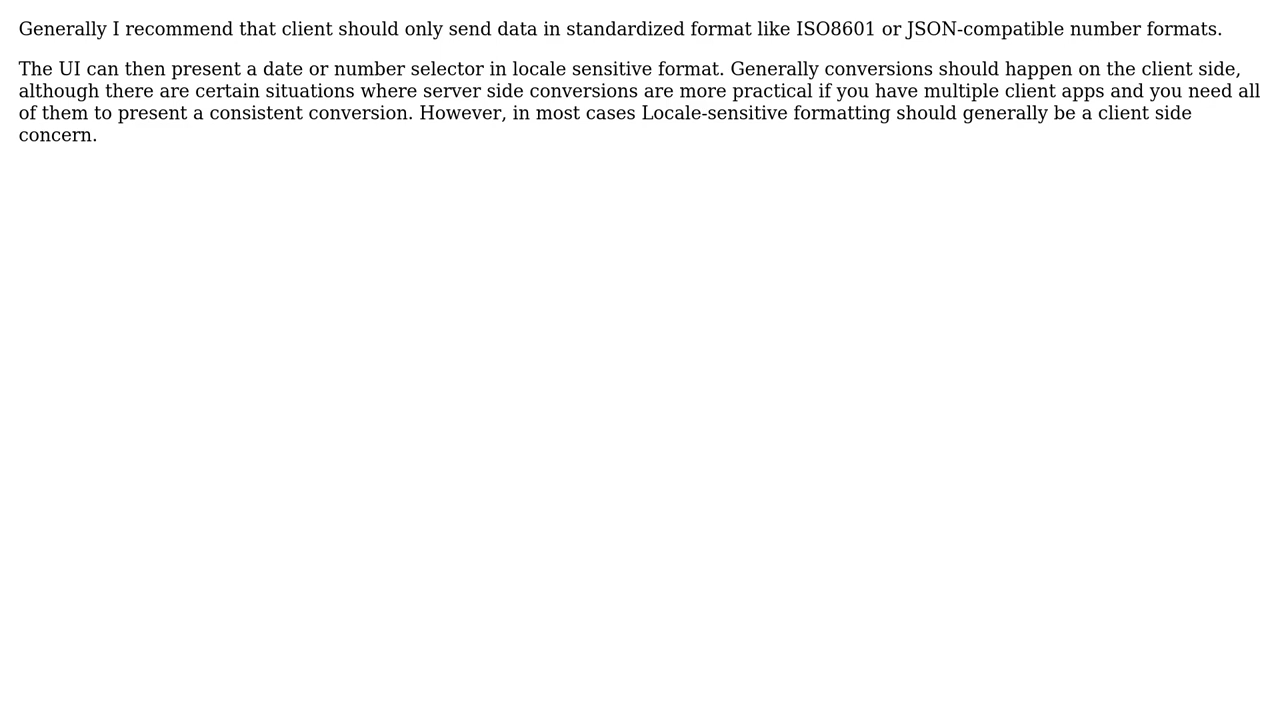 Generally I recommend that client should only send data in standardized format like ISO8601 or JSON-compatible number formats.
The UI can then present a date or number selector in locale sensitive format. Generally conversions should happen on the client side,
although there are certain situations where server side conversions are more practical if you have multiple client apps and you need all
of them to present a consistent conversion. However, in most cases Locale-sensitive formatting should generally be a client side
concern.